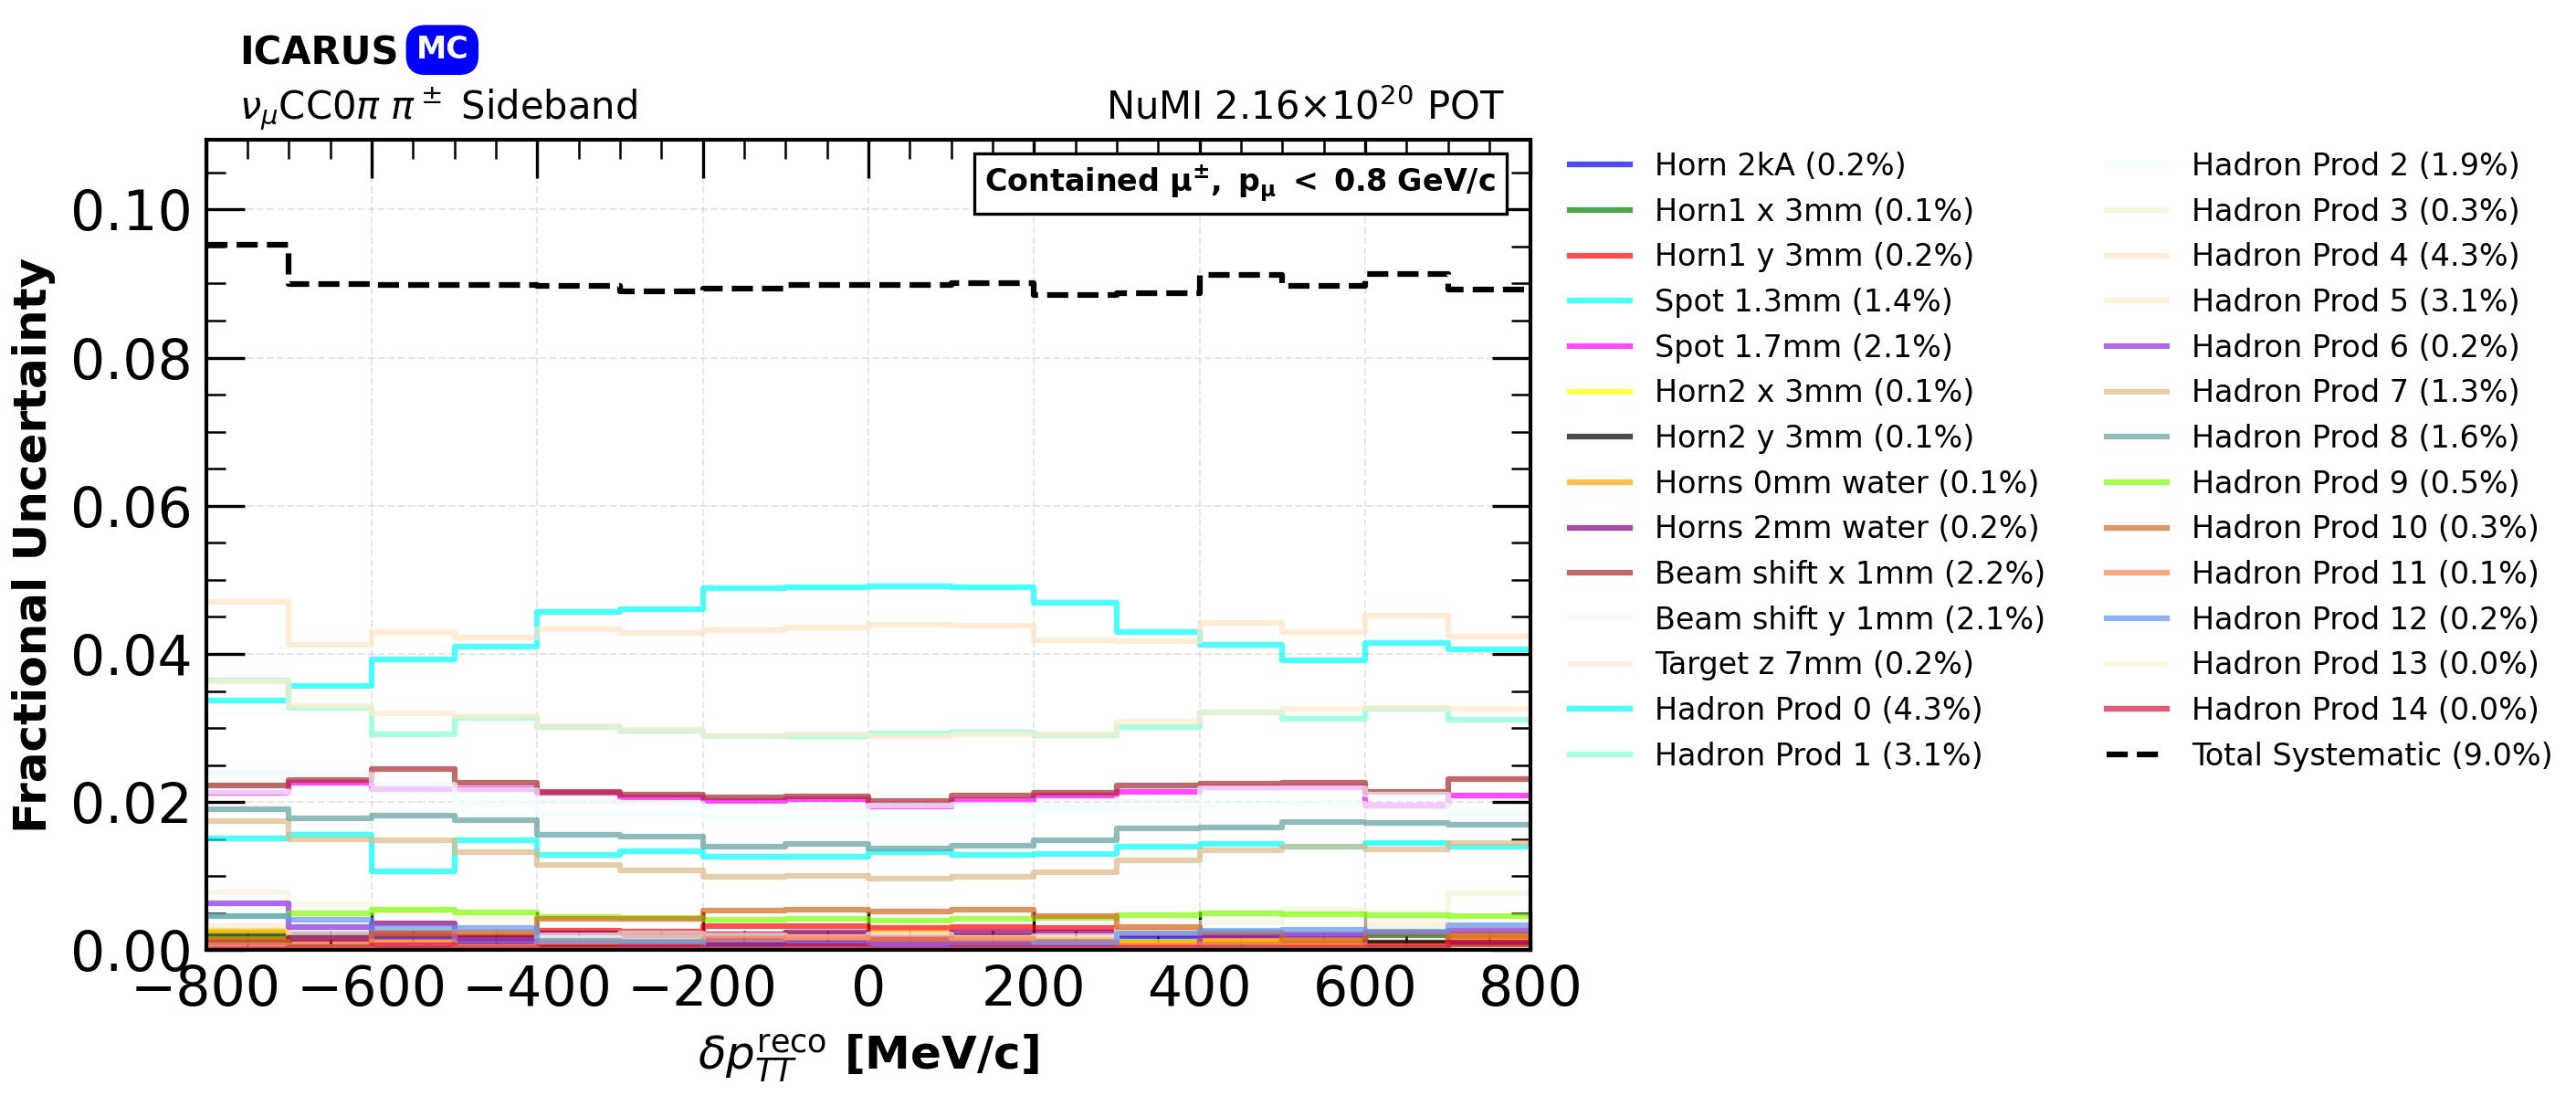 ICARUS MC
νμCC0π π± Sideband
NuMI 2.16×10²⁰ POT
Contained μ±, pμ < 0.8 GeV/c
Fractional Uncertainty
0.10
0.08
0.06
0.04
0.02
0.00
−800 −600 −400 −200 0 200 400 600 800
δp_TT^reco [MeV/c]
Horn 2kA (0.2%)
Horn1 x 3mm (0.1%)
Horn1 y 3mm (0.2%)
Spot 1.3mm (1.4%)
Spot 1.7mm (2.1%)
Horn2 x 3mm (0.1%)
Horn2 y 3mm (0.1%)
Horns 0mm water (0.1%)
Horns 2mm water (0.2%)
Beam shift x 1mm (2.2%)
Beam shift y 1mm (2.1%)
Target z 7mm (0.2%)
Hadron Prod 0 (4.3%)
Hadron Prod 1 (3.1%)
Hadron Prod 2 (1.9%)
Hadron Prod 3 (0.3%)
Hadron Prod 4 (4.3%)
Hadron Prod 5 (3.1%)
Hadron Prod 6 (0.2%)
Hadron Prod 7 (1.3%)
Hadron Prod 8 (1.6%)
Hadron Prod 9 (0.5%)
Hadron Prod 10 (0.3%)
Hadron Prod 11 (0.1%)
Hadron Prod 12 (0.2%)
Hadron Prod 13 (0.0%)
Hadron Prod 14 (0.0%)
Total Systematic (9.0%)